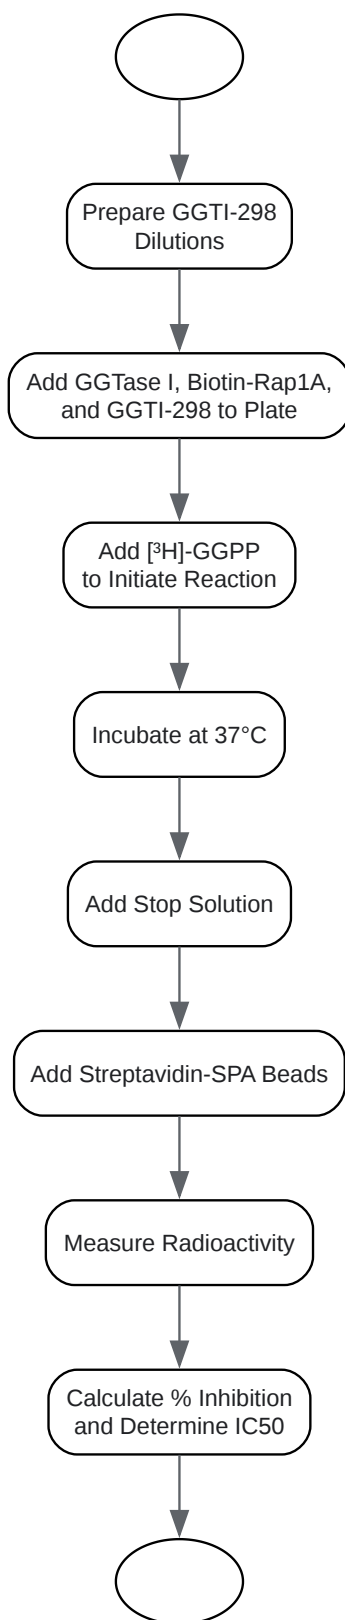 Prepare GGTI-298
Dilutions
Add GGTase I, Biotin-Rap1A,
and GGTI-298 to Plate
Add [³H]-GGPP
to Initiate Reaction
Incubate at 37°C
Add Stop Solution
Add Streptavidin-SPA Beads
Measure Radioactivity
Calculate % Inhibition
and Determine IC50